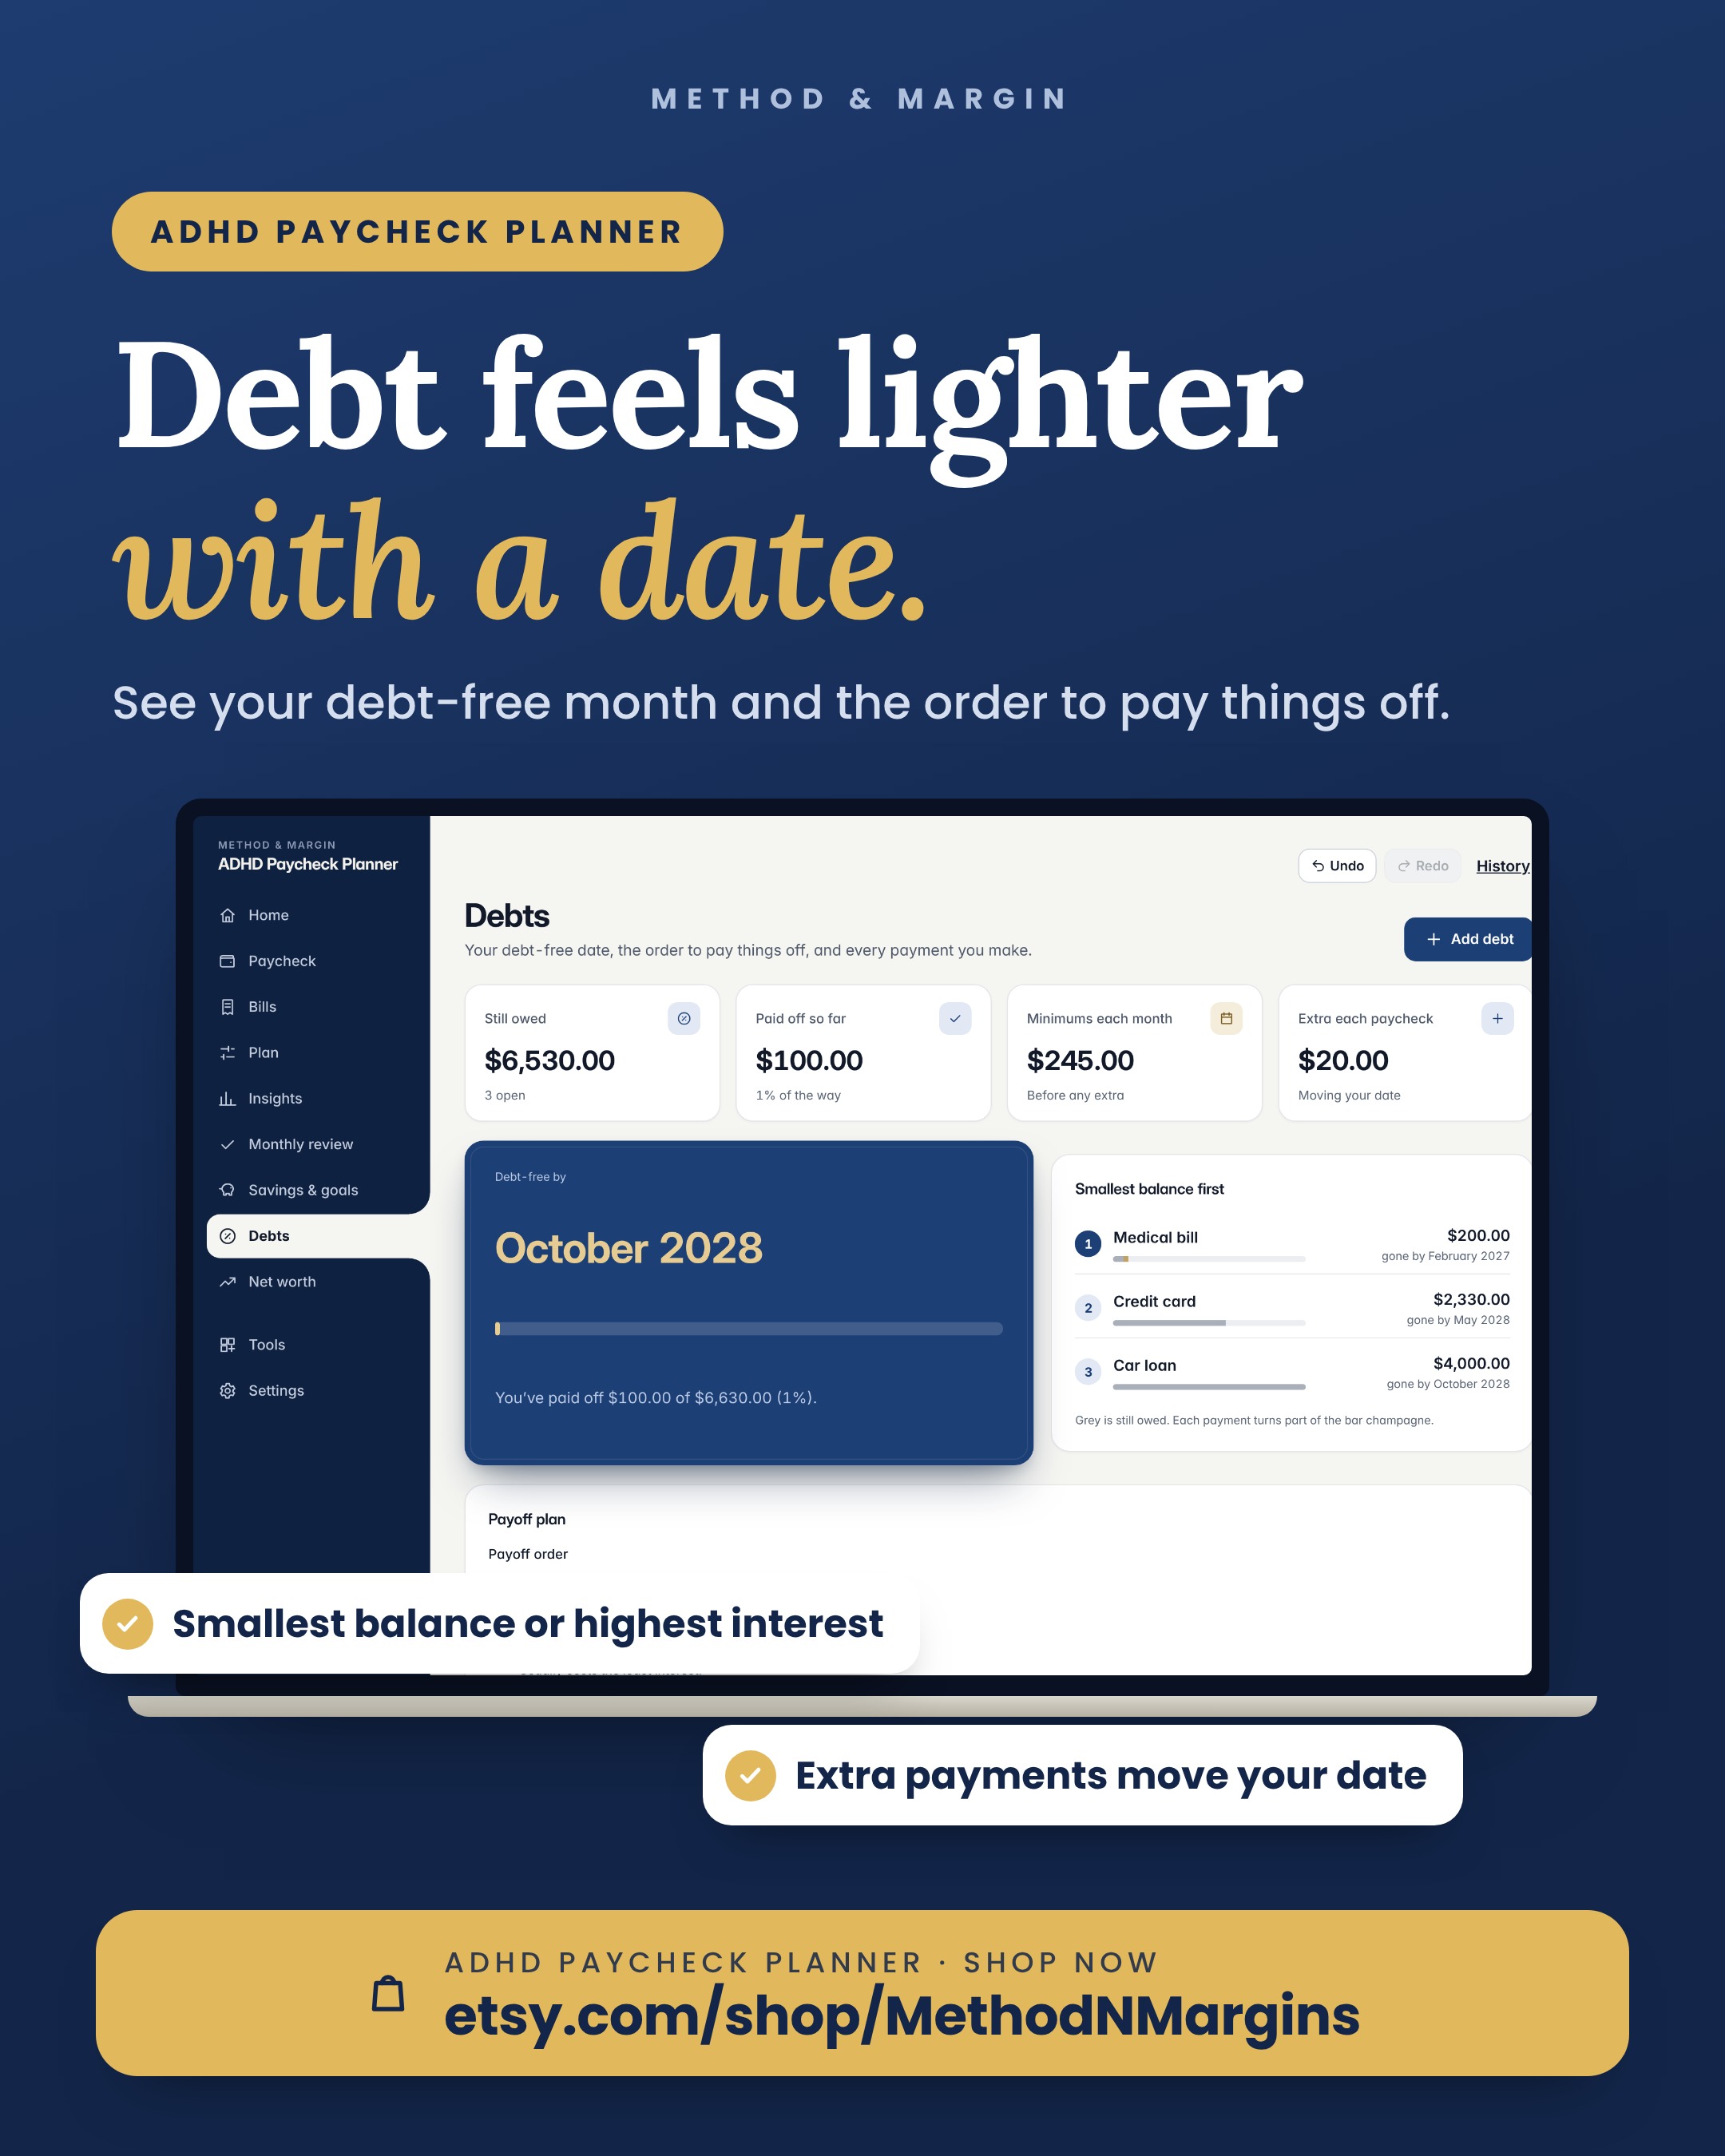 METHOD & MARGIN
ADHD PAYCHECK PLANNER
Debt feels lighter
with a date.
See your debt-free month and the order to pay things off.
METHOD & MARGIN
ADHD Paycheck Planner
Home
Paycheck
Bills
Plan
Insights
Monthly review
Savings & goals
Debts
Net worth
Tools
Settings
Undo
Redo
History
Debts
Your debt-free date, the order to pay things off, and every payment you make.
Add debt
Still owed
$6,530.00
3 open
Paid off so far
$100.00
1% of the way
Minimums each month
$245.00
Before any extra
Extra each paycheck
$20.00
Moving your date
Debt-free by
October 2028
You've paid off $100.00 of $6,630.00 (1%).
Smallest balance first
1 Medical bill $200.00
gone by February 2027
2 Credit card $2,330.00
gone by May 2028
3 Car loan $4,000.00
gone by October 2028
Grey is still owed. Each payment turns part of the bar champagne.
Payoff plan
Payoff order
Smallest balance or highest interest
Extra payments move your date
ADHD PAYCHECK PLANNER · SHOP NOW
etsy.com/shop/MethodNMargins